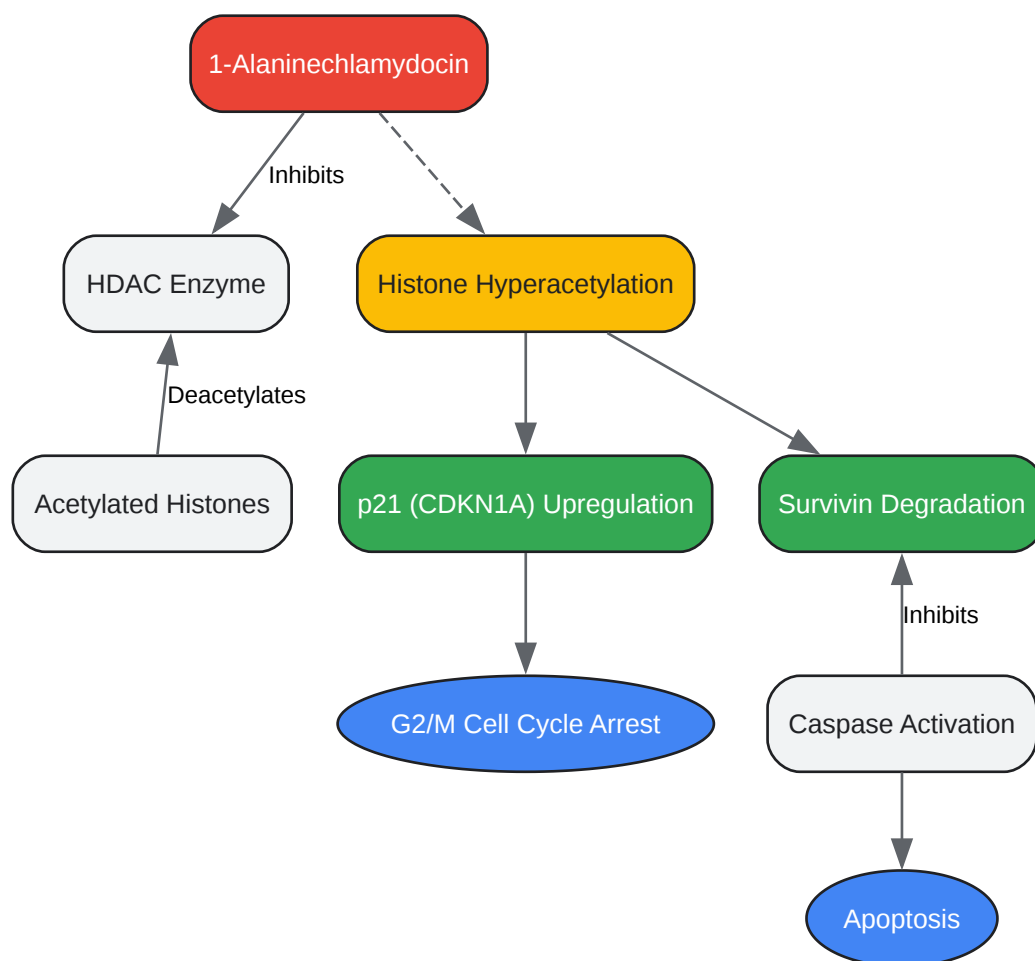 1-Alaninechlamydocin
Inhibits
HDAC Enzyme
Histone Hyperacetylation
Deacetylates
Acetylated Histones
p21 (CDKN1A) Upregulation
Survivin Degradation
Inhibits
G2/M Cell Cycle Arrest
Caspase Activation
Apoptosis